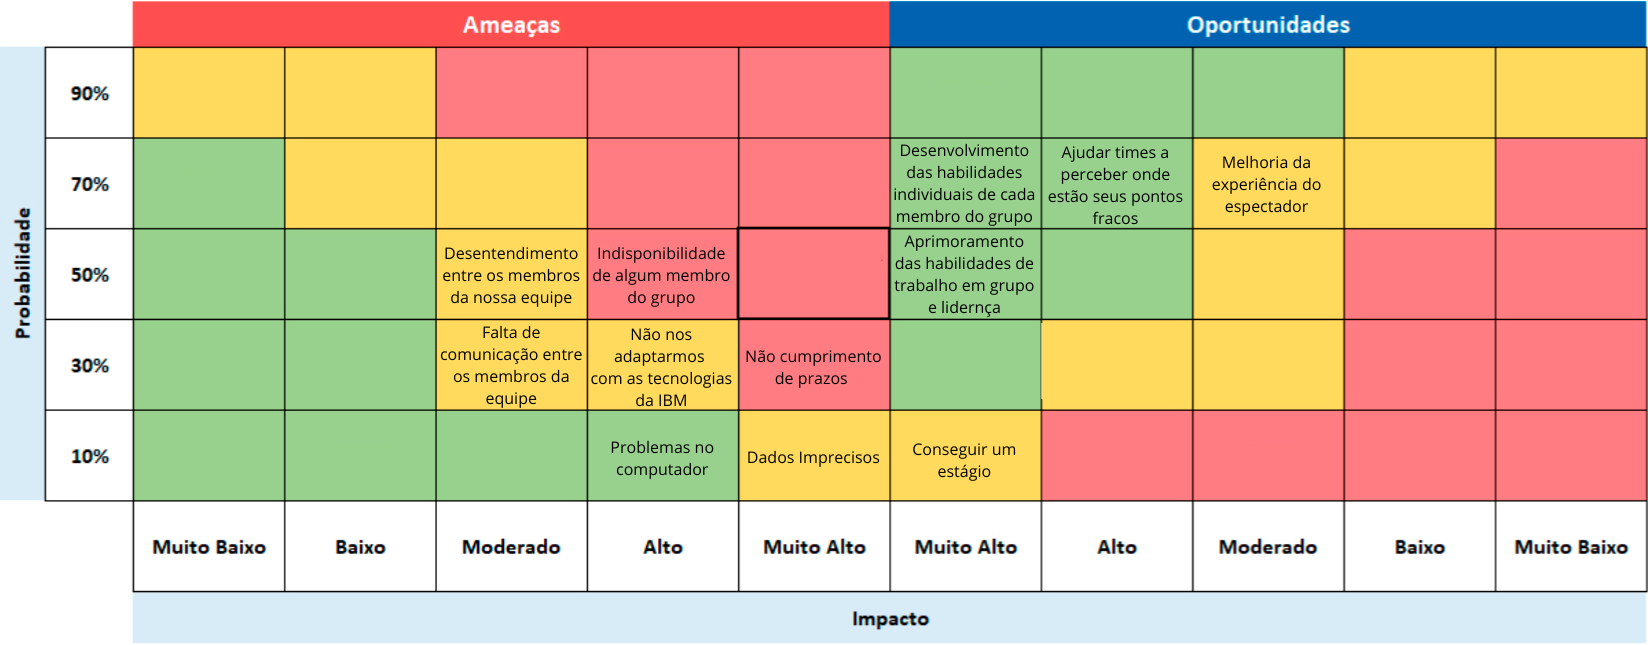 Ameaças
Oportunidades
Probabilidade
90%
70%
Desenvolvimento
das habilidades
individuais de cada
membro do grupo
Ajudar times a
perceber onde
estão seus pontos
fracos
Melhoria da
experiência do
espectador
50%
Desentendimento
entre os membros
da nossa equipe
Indisponibilidade
de algum membro
do grupo
Aprimoramento
das habilidades de
trabalho em grupo
e lidernça
30%
Falta de
comunicação entre
os membros da
equipe
Não nos
adaptarmos
com as tecnologias
da IBM
Não cumprimento
de prazos
10%
Problemas no
computador
Dados Imprecisos
Conseguir um
estágio
Muito Baixo
Baixo
Moderado
Alto
Muito Alto
Muito Alto
Alto
Moderado
Baixo
Muito Baixo
Impacto